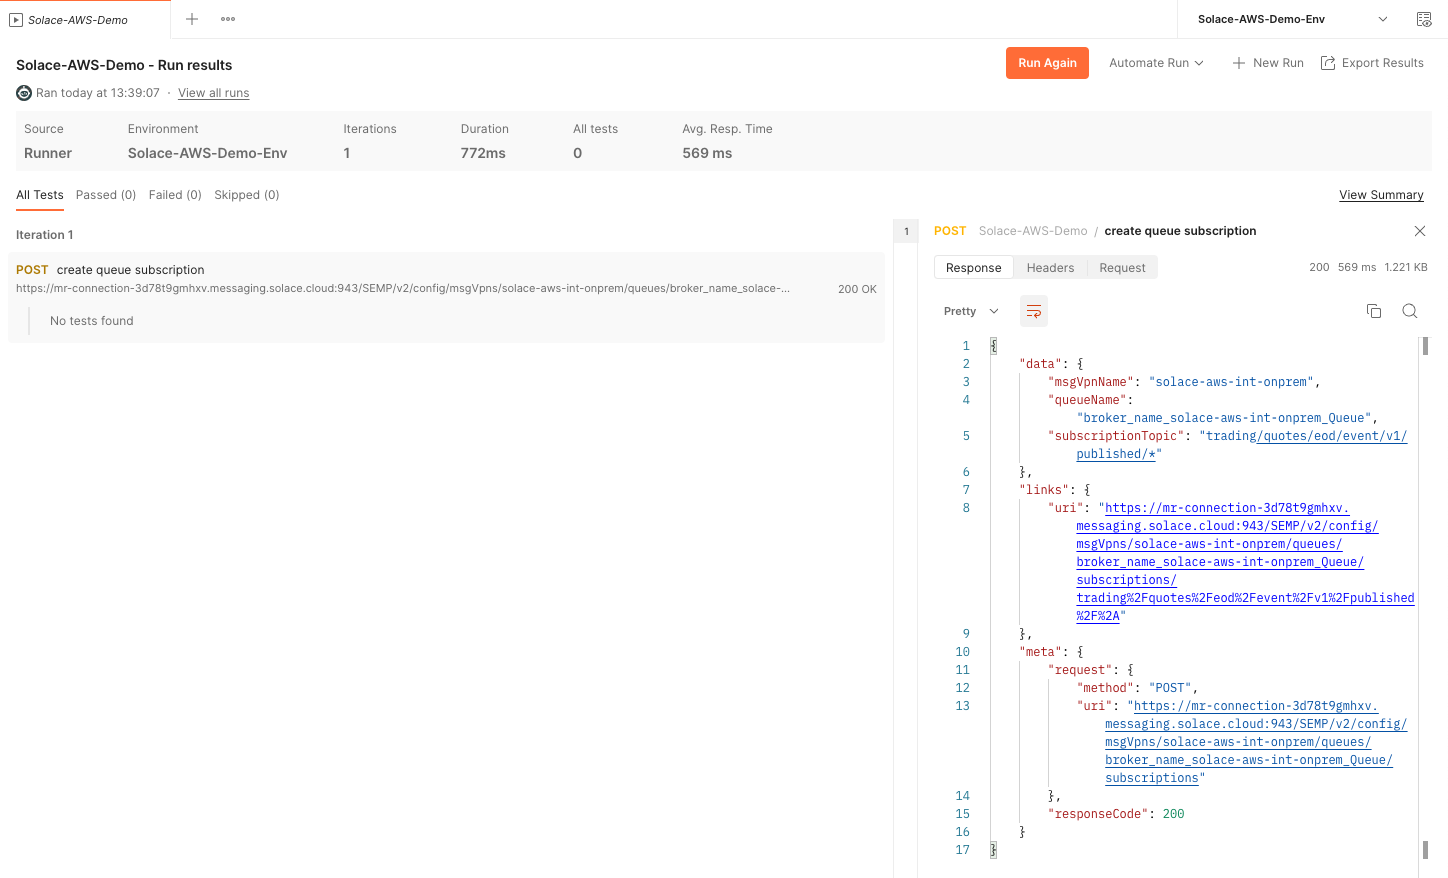 Solace-AWS-Demo
Solace-AWS-Demo-Env
Solace-AWS-Demo - Run results
Run Again
Automate Run
New Run
Export Results
Ran today at 13:39:07 · View all runs
Source Environment Iterations Duration All tests Avg. Resp. Time
Runner Solace-AWS-Demo-Env 1 772ms 0 569 ms
All Tests Passed (0) Failed (0) Skipped (0)
View Summary
Iteration 1
POST create queue subscription
https://mr-connection-3d78t9gmhxv.messaging.solace.cloud:943/SEMP/v2/config/msgVpns/solace-aws-int-onprem/queues/broker_name_solace-... 200 OK
No tests found
1
POST Solace-AWS-Demo / create queue subscription
Response Headers Request
200 569 ms 1.221 KB
Pretty
1 {
2 "data": {
3 "msgVpnName": "solace-aws-int-onprem",
4 "queueName":
"broker_name_solace-aws-int-onprem_Queue",
5 "subscriptionTopic": "trading/quotes/eod/event/v1/
published/*"
6 },
7 "links": {
8 "uri": "https://mr-connection-3d78t9gmhxv.
messaging.solace.cloud:943/SEMP/v2/config/
msgVpns/solace-aws-int-onprem/queues/
broker_name_solace-aws-int-onprem_Queue/
subscriptions/
trading%2Fquotes%2Feod%2Fevent%2Fv1%2Fpublished
%2F%2A"
9 },
10 "meta": {
11 "request": {
12 "method": "POST",
13 "uri": "https://mr-connection-3d78t9gmhxv.
messaging.solace.cloud:943/SEMP/v2/config/
msgVpns/solace-aws-int-onprem/queues/
broker_name_solace-aws-int-onprem_Queue/
subscriptions"
14 },
15 "responseCode": 200
16 }
17 }